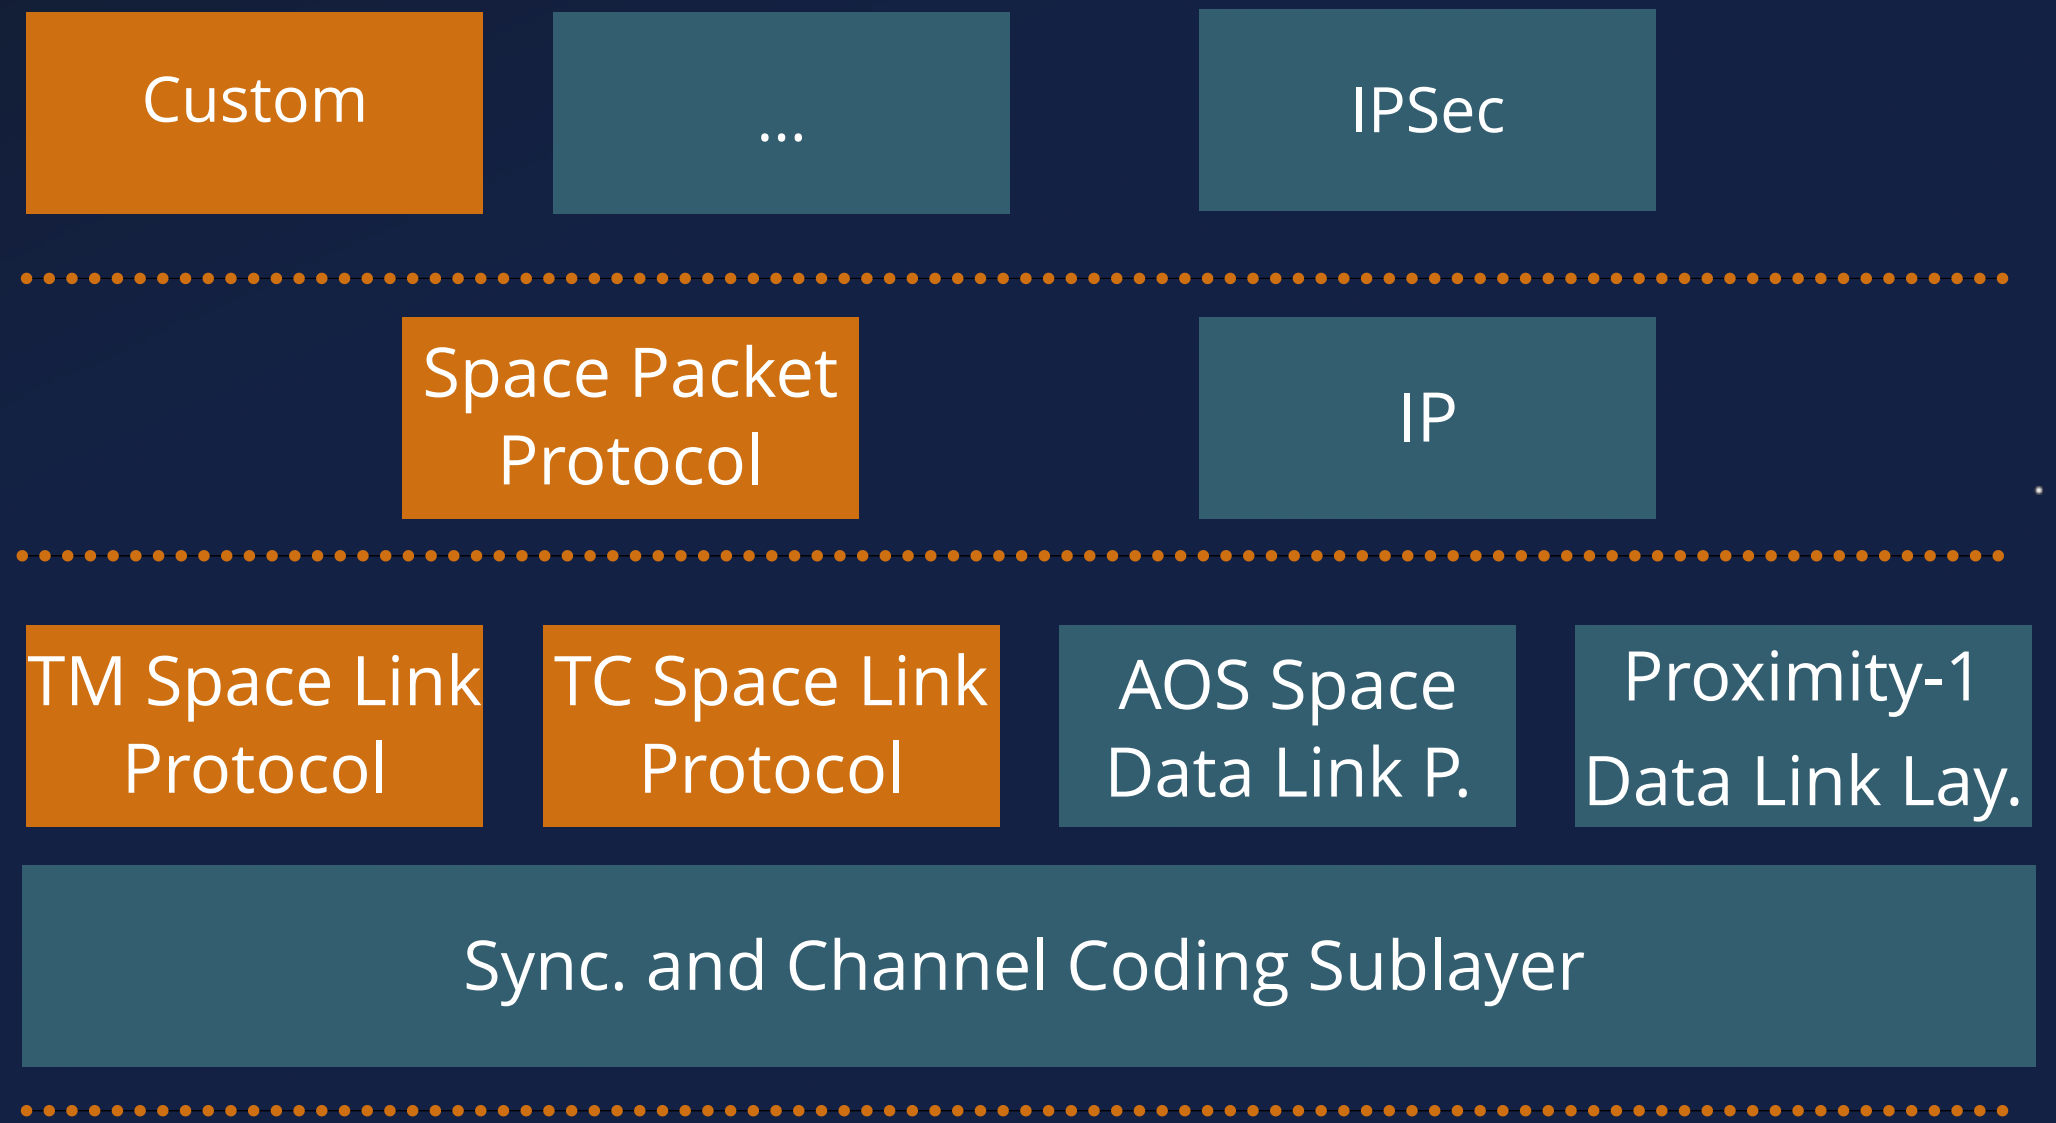 Custom
...
IPSec
Space Packet
Protocol
IP
TM Space Link
Protocol
TC Space Link
Protocol
AOS Space
Data Link P.
Proximity-1
Data Link Lay.
Sync. and Channel Coding Sublayer